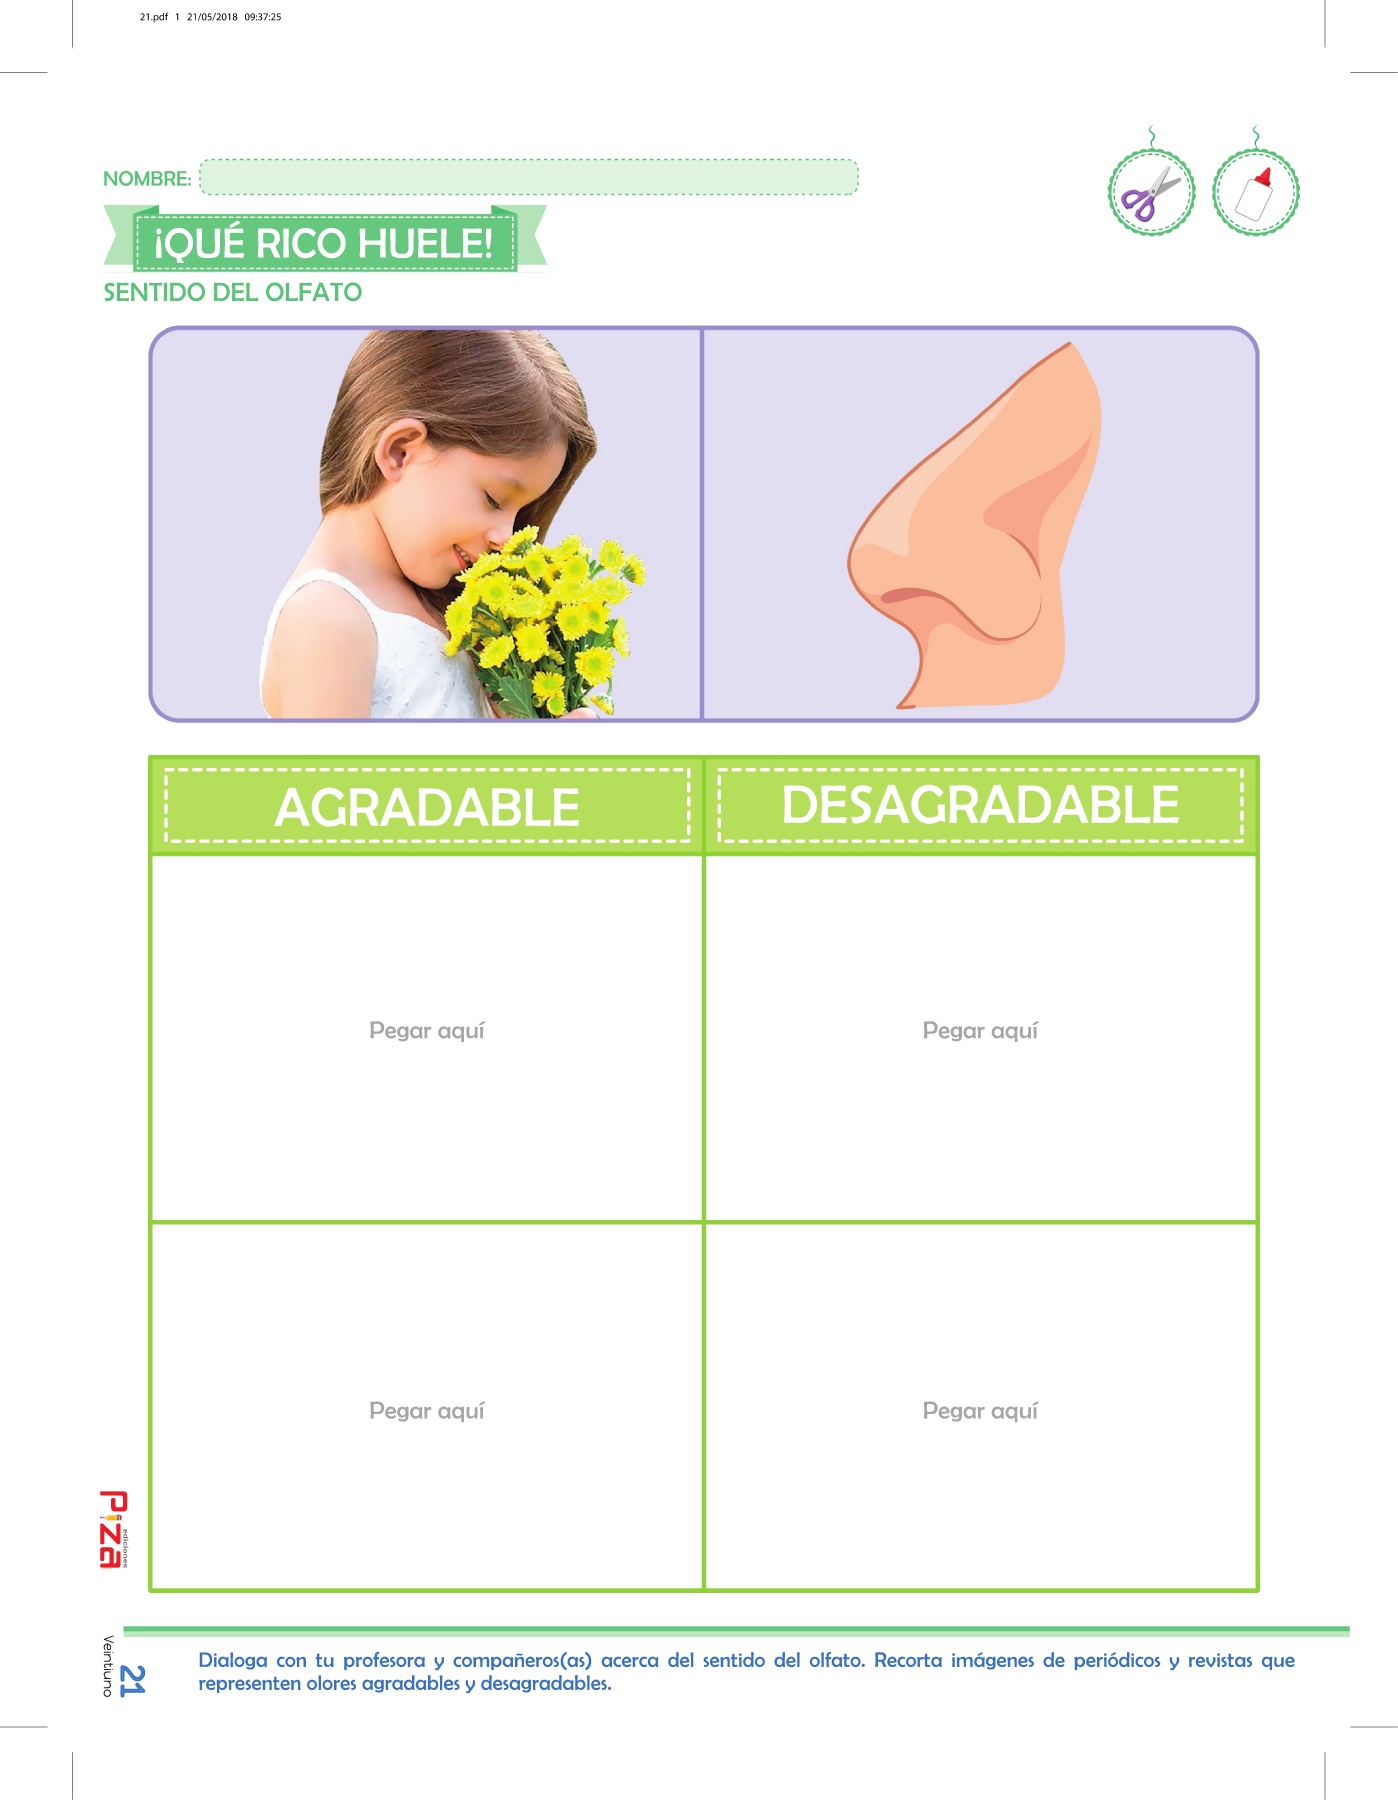 21.pdf 1 21/05/2018 09:37:25
NOMBRE:
¡QUÉ RICO HUELE!
SENTIDO DEL OLFATO
AGRADABLE
DESAGRADABLE
Pegar aquí
Pegar aquí
Pegar aquí
Pegar aquí
Piza
ediciones
Veintiuno
21
Dialoga con tu profesora y compañeros(as) acerca del sentido del olfato. Recorta imágenes de periódicos y revistas que
representen olores agradables y desagradables.